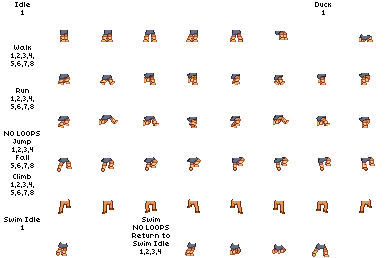 Idle
1
Duck
1
Walk
1,2,3,4,
5,6,7,8
Run
1,2,3,4,
5,6,7,8
NO LOOPS
Jump
1,2,3,4
Fall
5,6,7,8
Climb
1,2,3,4,
5,6,7,8
Swim Idle
1
Swim
NO LOOPS
Return to
Swim Idle
1,2,3,4